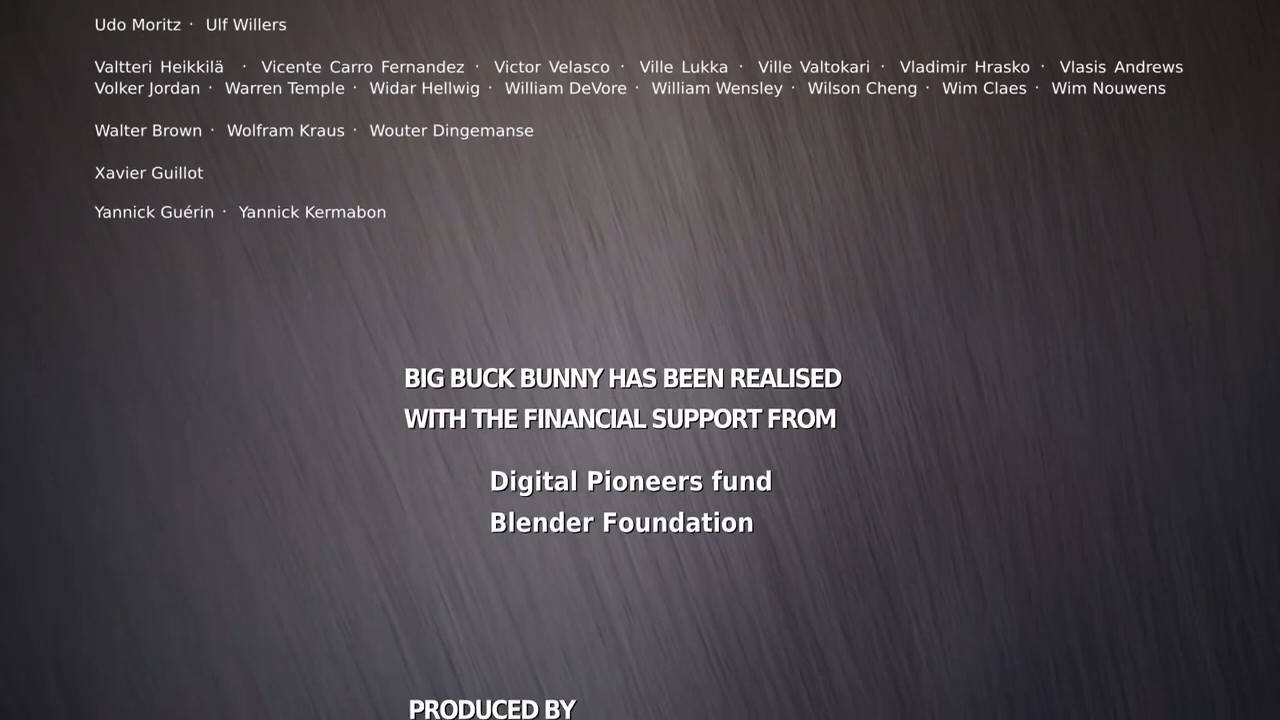 Udo Moritz · Ulf Willers
Valtteri Heikkilä · Vicente Carro Fernandez · Victor Velasco · Ville Lukka · Ville Valtokari · Vladimir Hrasko · Vlasis Andrews
Volker Jordan · Warren Temple · Widar Hellwig · William DeVore · William Wensley · Wilson Cheng · Wim Claes · Wim Nouwens
Walter Brown · Wolfram Kraus · Wouter Dingemanse
Xavier Guillot
Yannick Guérin · Yannick Kermabon
BIG BUCK BUNNY HAS BEEN REALISED
WITH THE FINANCIAL SUPPORT FROM
Digital Pioneers fund
Blender Foundation
PRODUCED BY